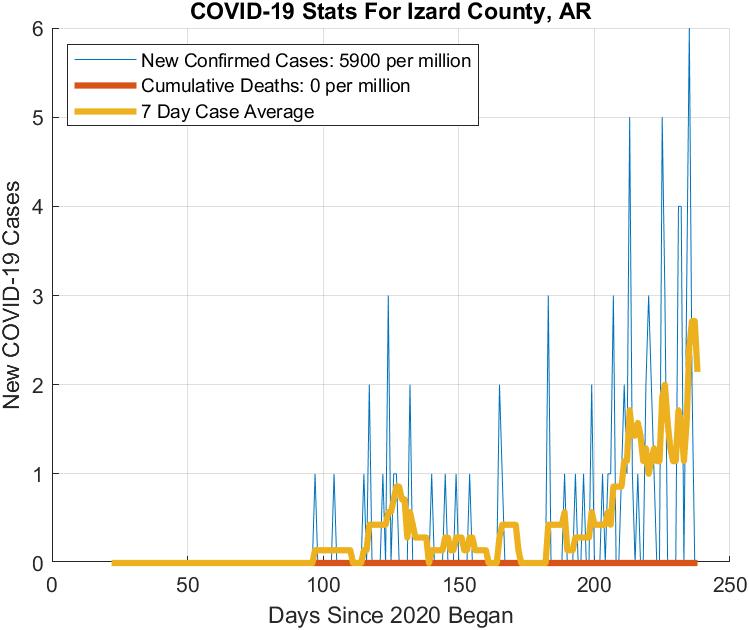 COVID-19 Stats For Izard County, AR
New Confirmed Cases: 5900 per million
Cumulative Deaths: 0 per million
7 Day Case Average
New COVID-19 Cases
6
5
4
3
2
1
0
0 50 100 150 200 250
Days Since 2020 Began